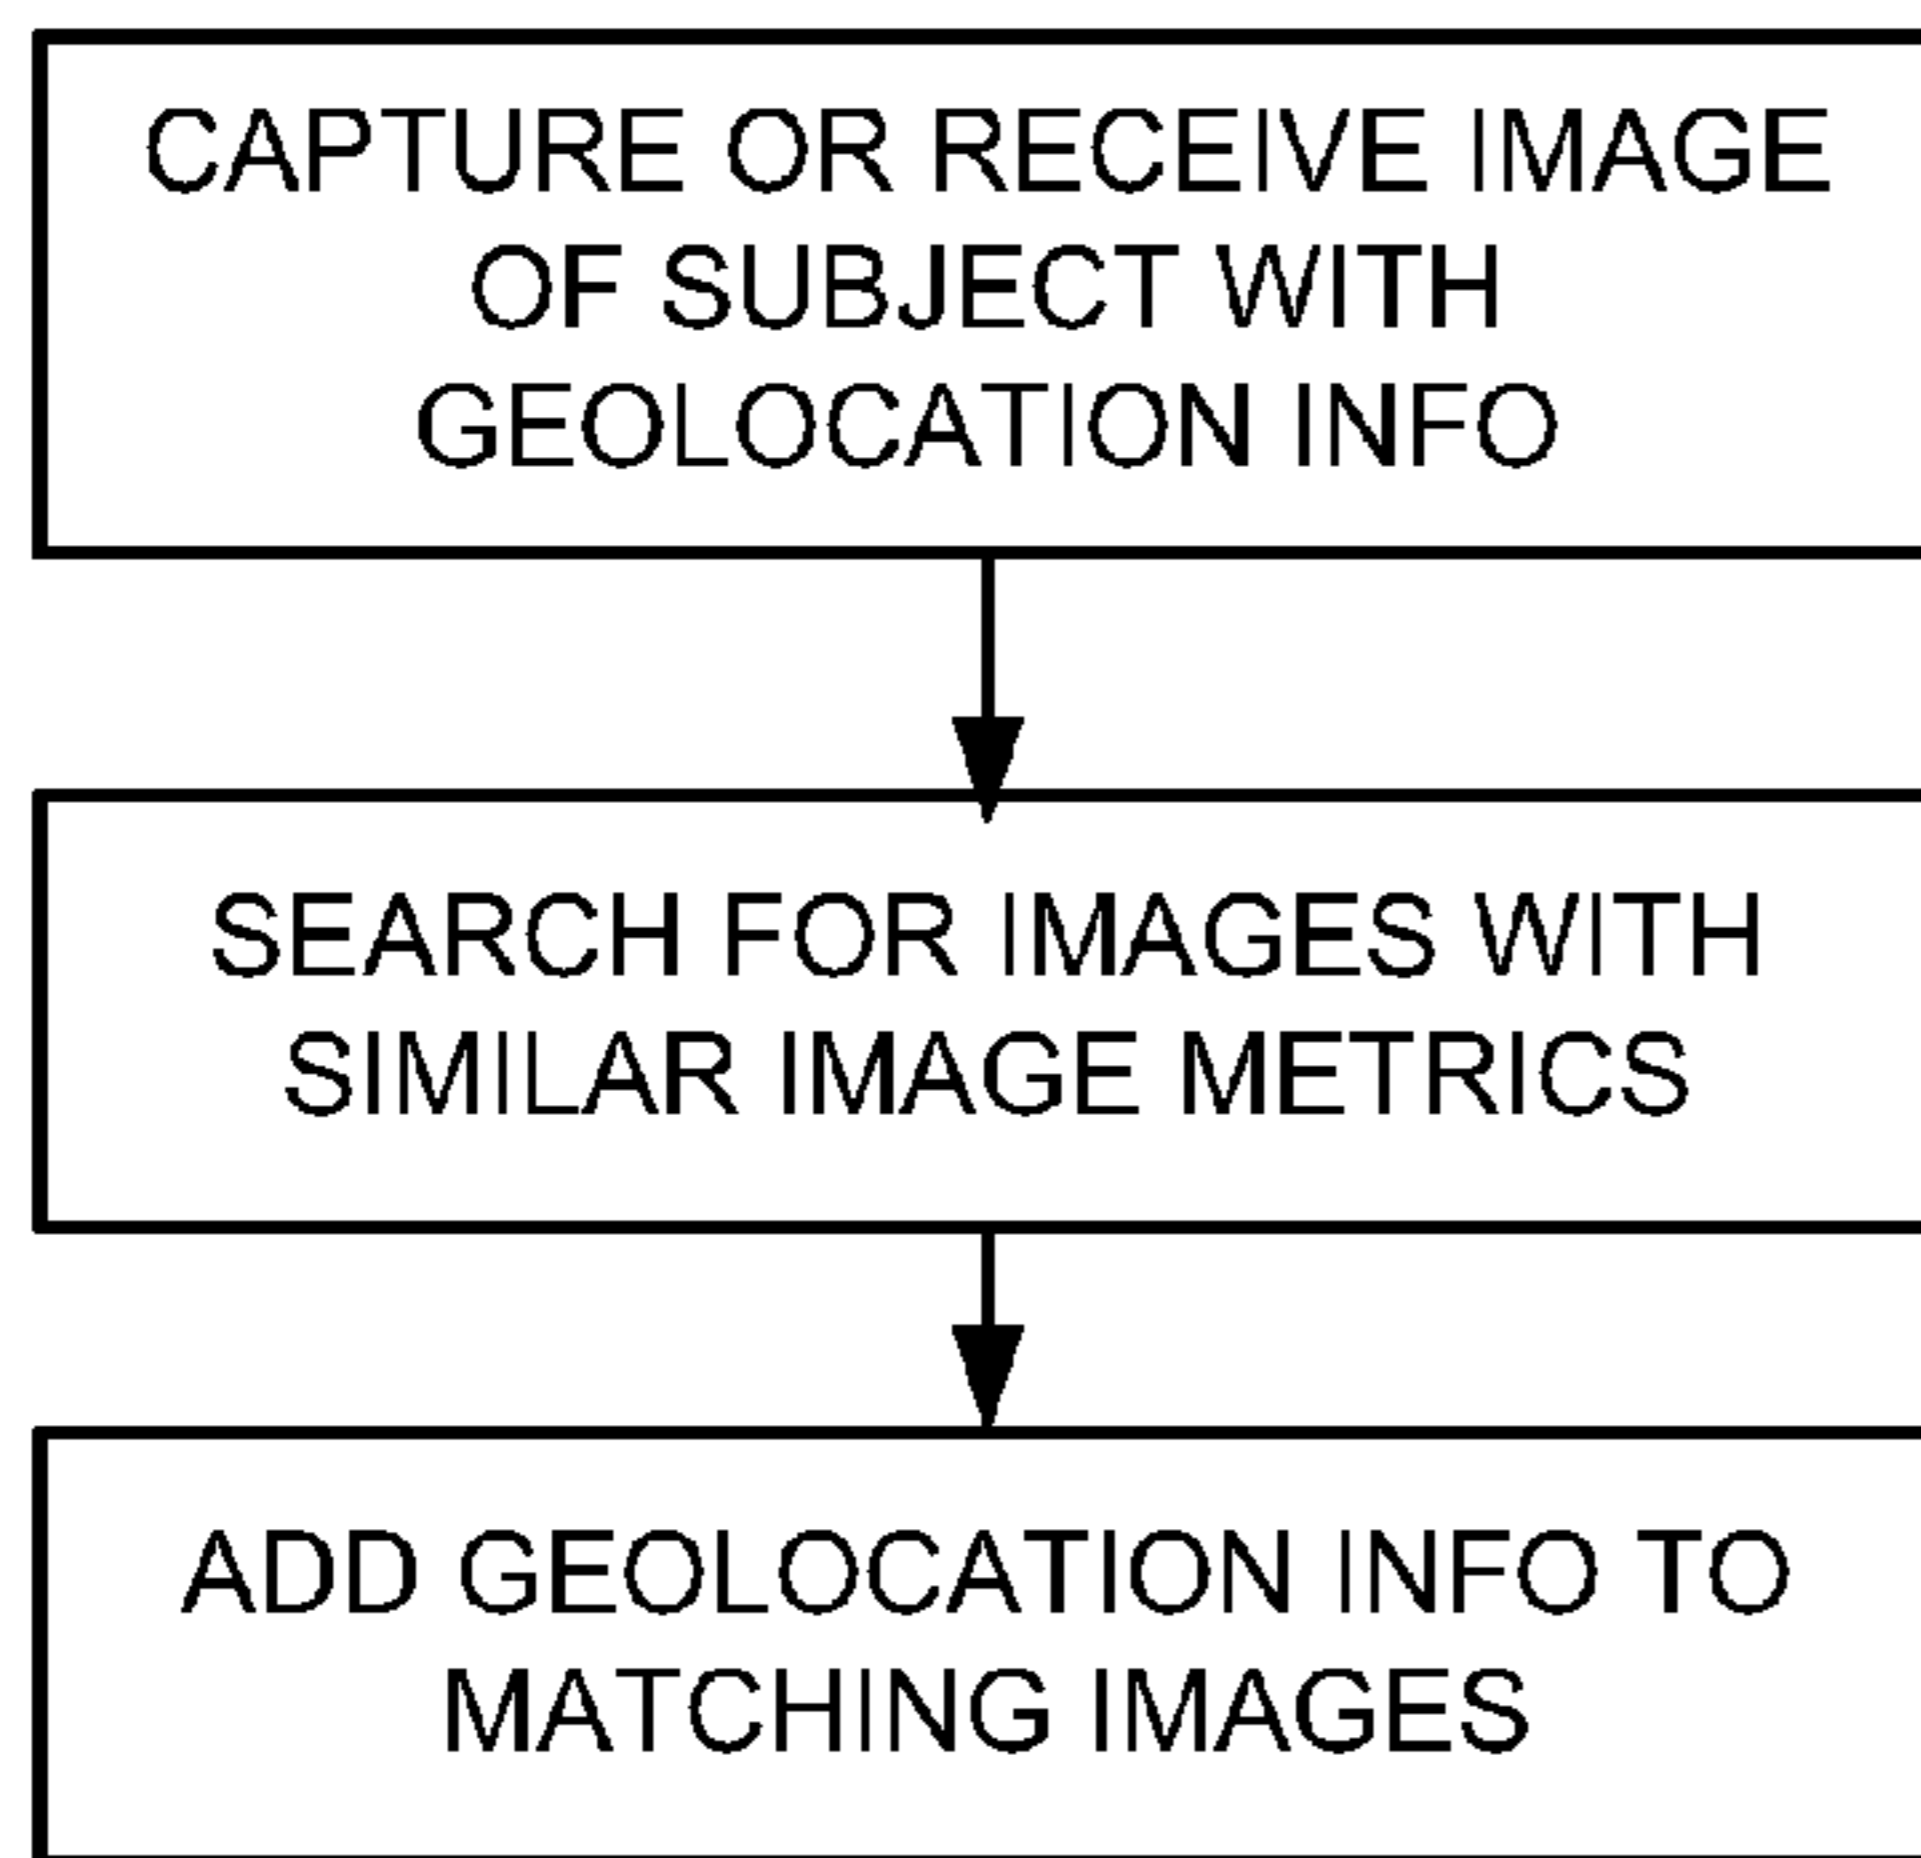 CAPTURE OR RECEIVE IMAGE
OF SUBJECT WITH
GEOLOCATION INFO
SEARCH FOR IMAGES WITH
SIMILAR IMAGE METRICS
ADD GEOLOCATION INFO TO
MATCHING IMAGES